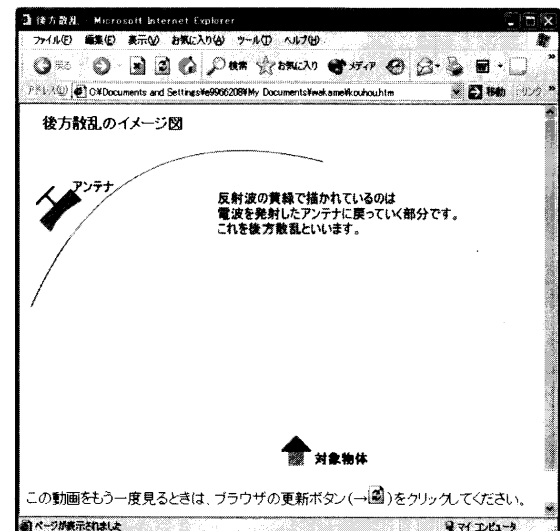 後方散乱 - Microsoft Internet Explorer
ファイル(F) 編集(E) 表示(V) お気に入り(A) ツール(T) ヘルプ(H)
戻る 検索 お気に入り メディア
アドレス(D) C:¥Documents and Settings¥e9966208¥My Documents¥wakame¥kouhou.htm 移動 リンク »
後方散乱のイメージ図
アンテナ
反射波の黄緑で描かれているのは
電波を発射したアンテナに戻っていく部分です。
これを後方散乱といいます。
対象物体
この動画をもう一度見るときは、ブラウザの更新ボタン(→)をクリックしてください。
ページが表示されました マイ コンピュータ